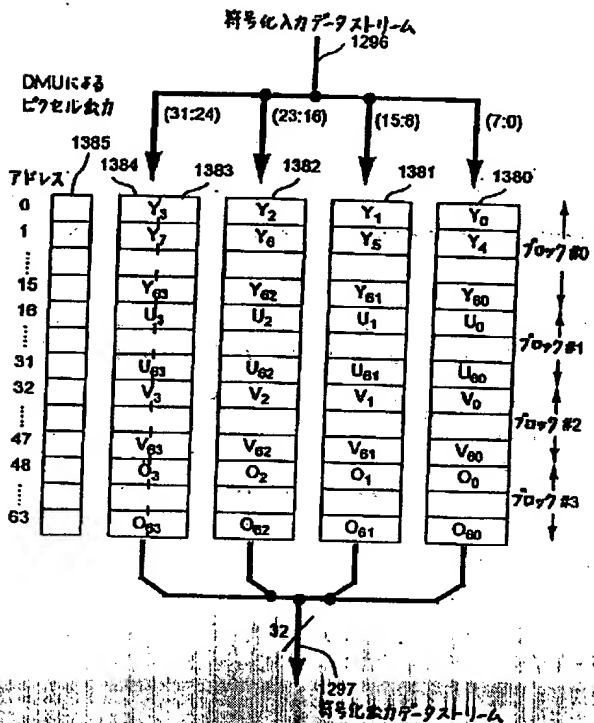 符号化入力データストリーム
1296
DMUによる
ピクセル出力
(31:24) (23:16) (15:8) (7:0)
1385
1384 1383 1382 1381 1380
アドレス
0 Y3 Y2 Y1 Y0
1 Y7 Y6 Y5 Y4
ブロック#0
15 Y63 Y62 Y61 Y60
16 U3 U2 U1 U0
ブロック#1
31 U63 U62 U61 U60
32 V3 V2 V1 V0
ブロック#2
47 V63 V62 V61 V60
48 O3 O2 O1 O0
ブロック#3
63 O63 O62 O61 O60
32
1297
符号化出力データストリーム